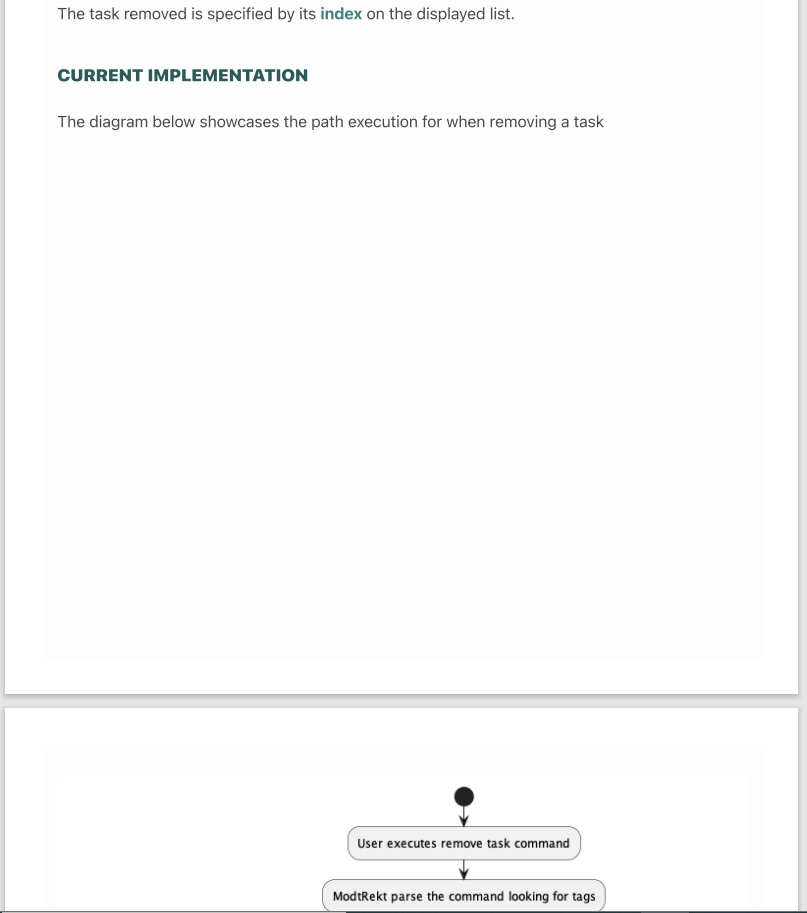 The task removed is specified by its index on the displayed list.
CURRENT IMPLEMENTATION
The diagram below showcases the path execution for when removing a task
User executes remove task command
ModtRekt parse the command looking for tags